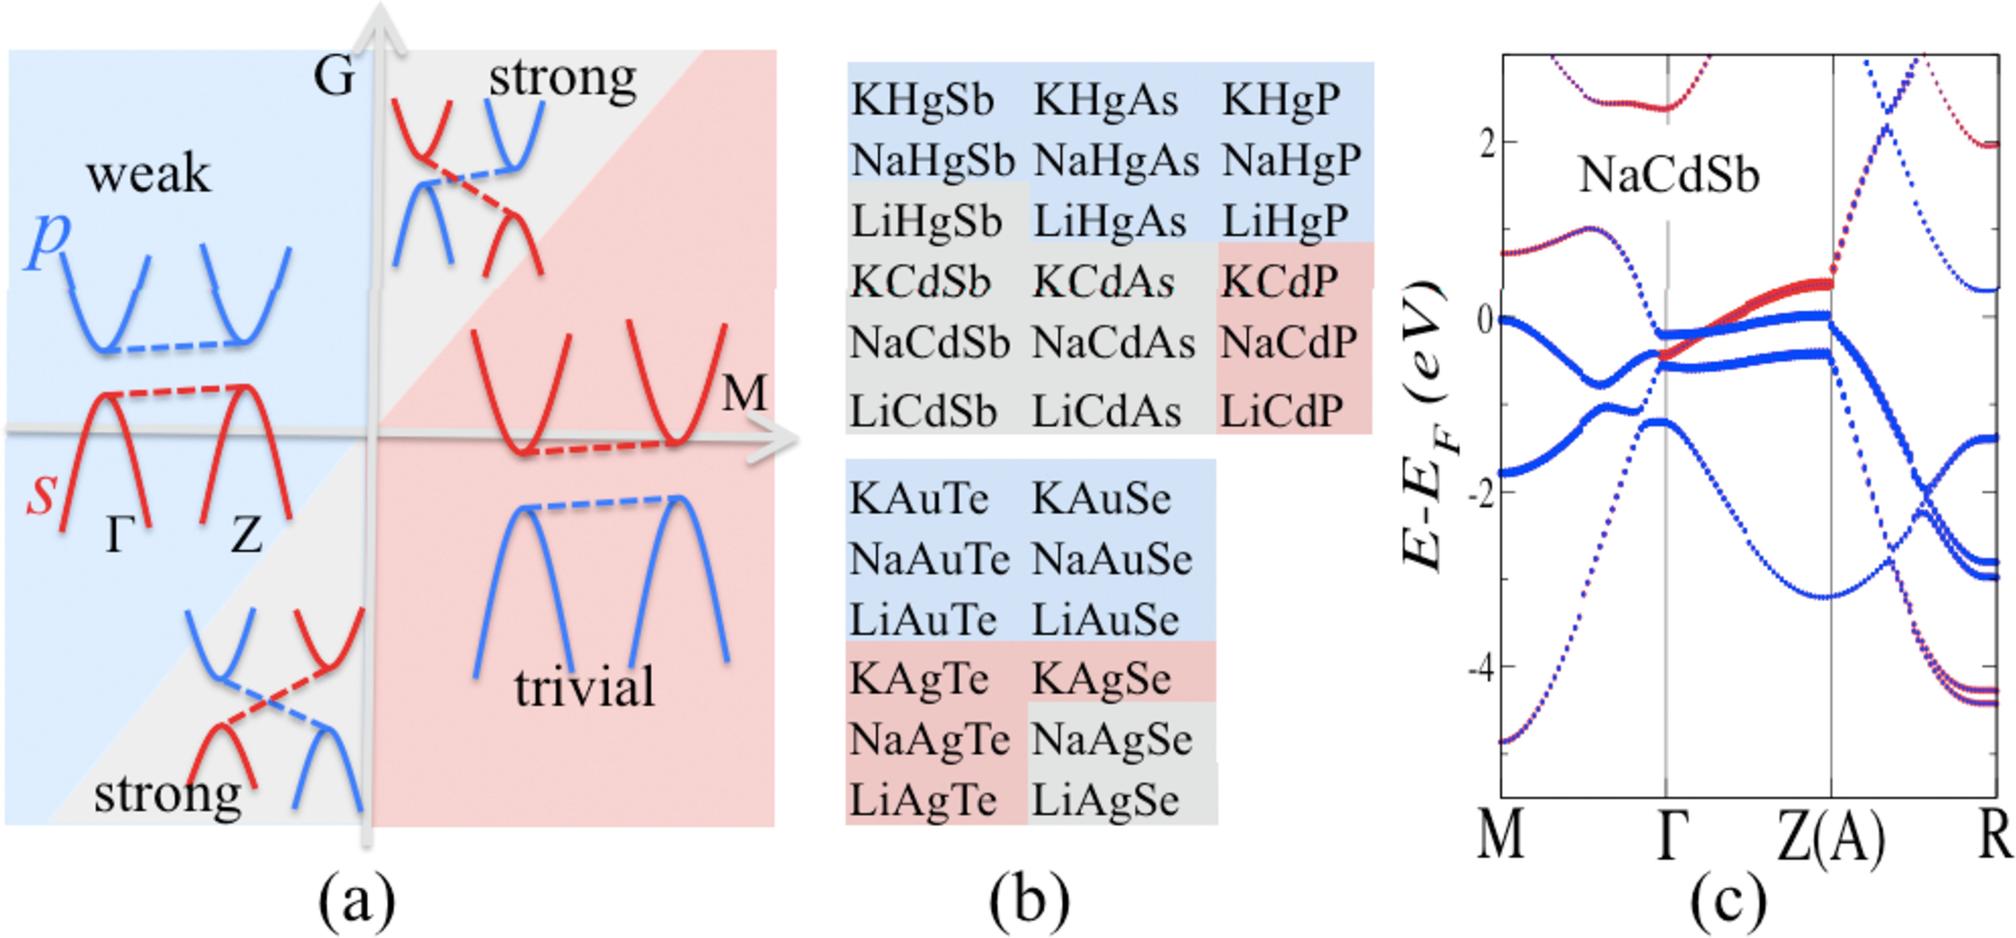 G
strong
weak
p
M
s
Γ
Z
trivial
strong
(a)
KHgSb KHgAs KHgP
NaHgSb NaHgAs NaHgP
LiHgSb LiHgAs LiHgP
KCdSb KCdAs KCdP
NaCdSb NaCdAs NaCdP
LiCdSb LiCdAs LiCdP
KAuTe KAuSe
NaAuTe NaAuSe
LiAuTe LiAuSe
KAgTe KAgSe
NaAgTe NaAgSe
LiAgTe LiAgSe
(b)
NaCdSb
2
0
-2
-4
E-E_F (eV)
M Γ Z(A) R
(c)